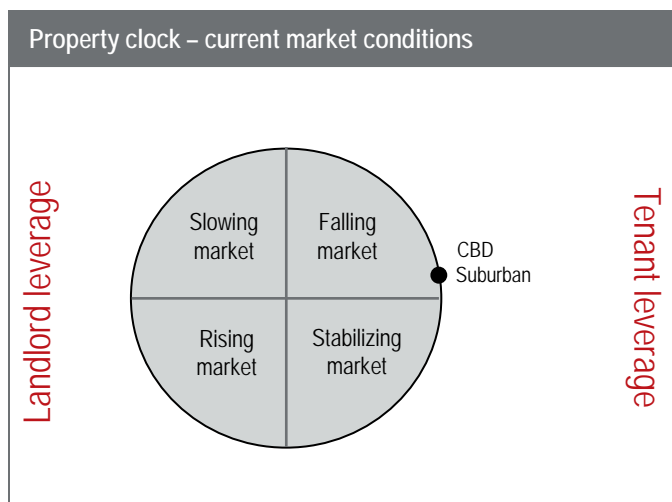 Property clock – current market conditions
Landlord leverage
Slowing
market
Falling
market
CBD
Suburban
Rising
market
Stabilizing
market
Tenant leverage